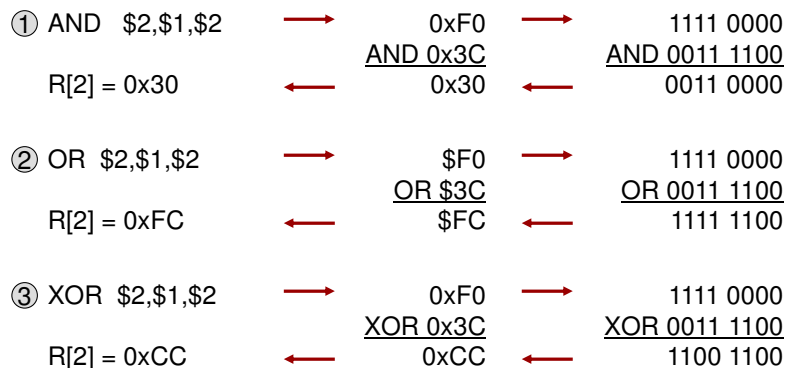 1 AND $2,$1,$2 0xF0 1111 0000
AND 0x3C AND 0011 1100
R[2] = 0x30 0x30 0011 0000
2 OR $2,$1,$2 $F0 1111 0000
OR $3C OR 0011 1100
R[2] = 0xFC $FC 1111 1100
3 XOR $2,$1,$2 0xF0 1111 0000
XOR 0x3C XOR 0011 1100
R[2] = 0xCC 0xCC 1100 1100